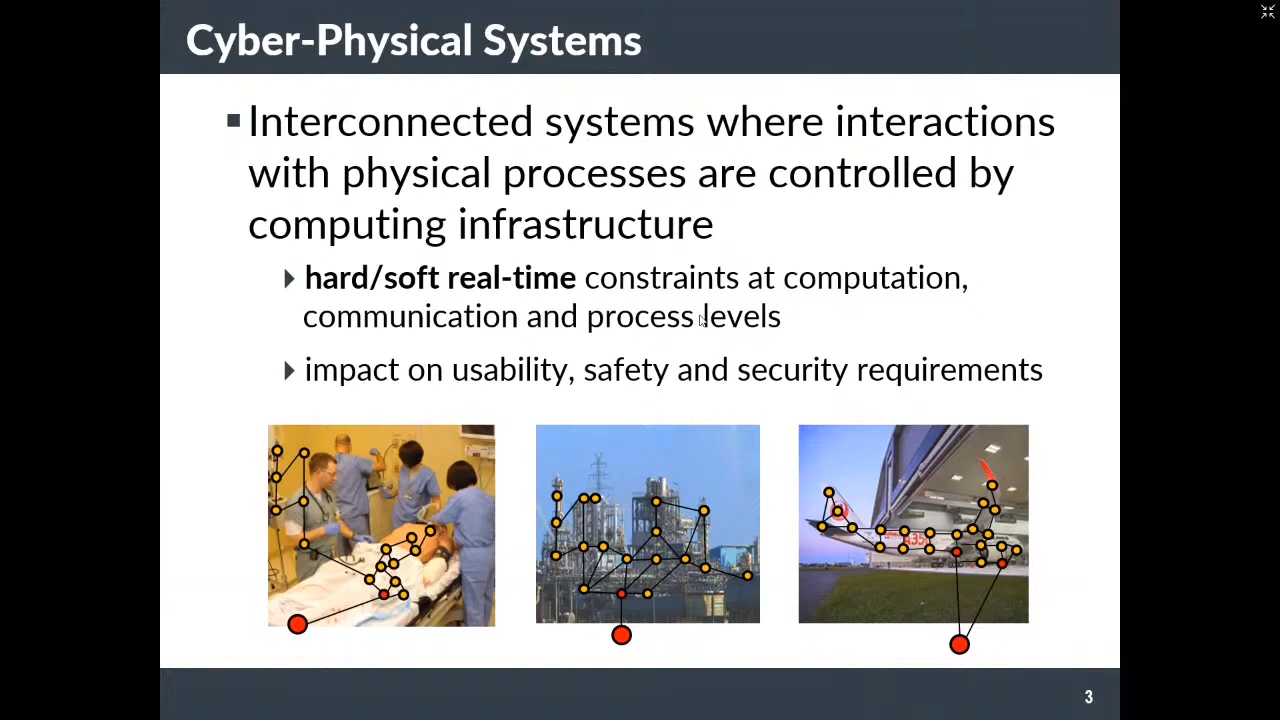 Cyber-Physical Systems
Interconnected systems where interactions
with physical processes are controlled by
computing infrastructure
hard/soft real-time constraints at computation,
communication and process levels
impact on usability, safety and security requirements
3